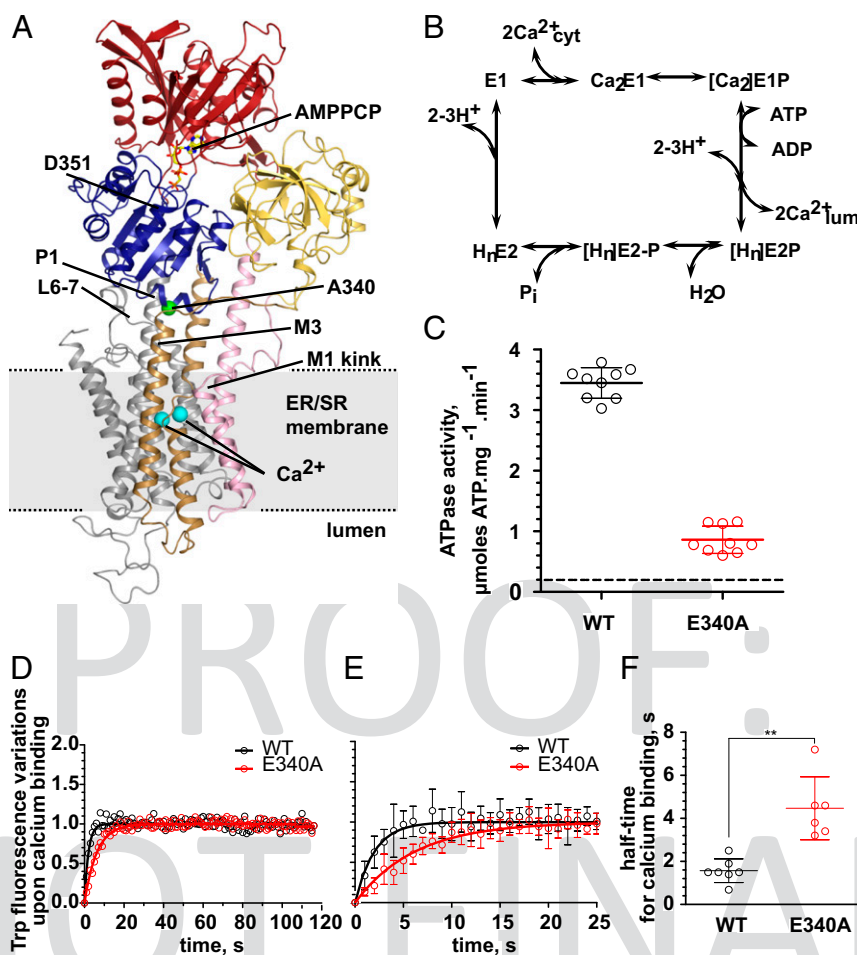 A
AMPPCP
D351
P1
L6-7
A340
M3
M1 kink
ER/SR
membrane
Ca2+
lumen
B
2Ca2+cyt
E1
Ca2E1
[Ca2]E1P
2-3H+
ATP
ADP
2-3H+
2Ca2+lum
HnE2
[Hn]E2-P
[Hn]E2P
Pi
H2O
C
ATPase activity,
µmoles ATP.mg-1.min-1
4
3
2
1
0
WT
E340A
PROOF:
D
Trp fluorescence variations
upon calcium binding
2.0
1.5
1.0
0.5
0.0
WT
E340A
0 20 40 60 80 100 120
time, s
E
WT
E340A
0 5 10 15 20 25
time, s
F
half-time
for calcium binding, s
8
6
4
2
0
**
WT
E340A
OT FINAL